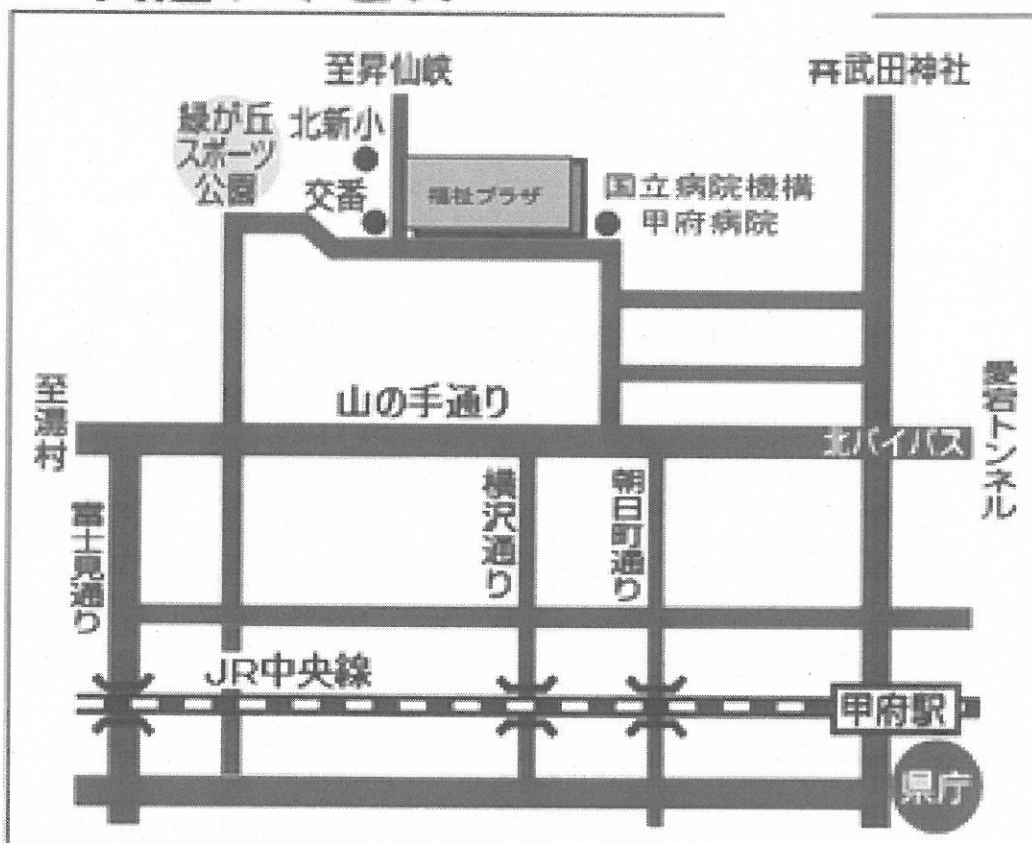 至昇仙峡
武田神社
緑が丘
スポーツ
公園
北新小
交番
福祉プラザ
国立病院機構
甲府病院
山の手通り
北バイパス
愛宕トンネル
富士見通り
横沢通り
朝日町通り
JR中央線
甲府駅
県庁